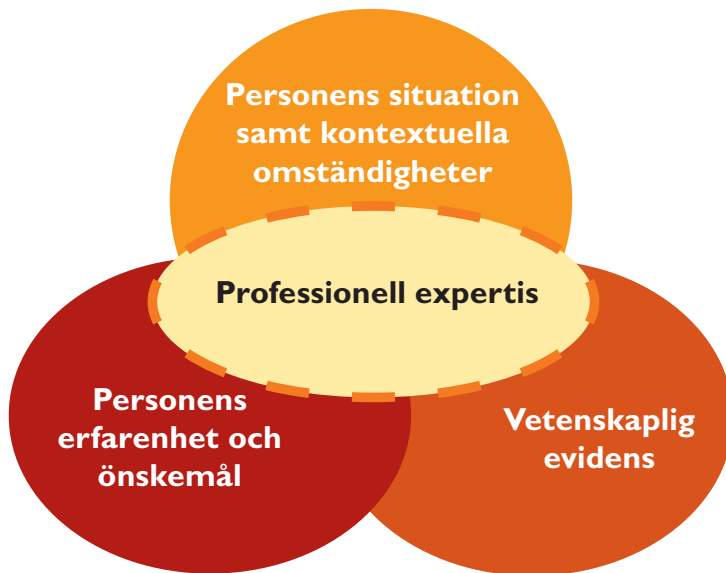 Personens situation
samt kontextuella
omständigheter
Professionell expertis
Personens
erfarenhet och
önskemål
Vetenskaplig
evidens